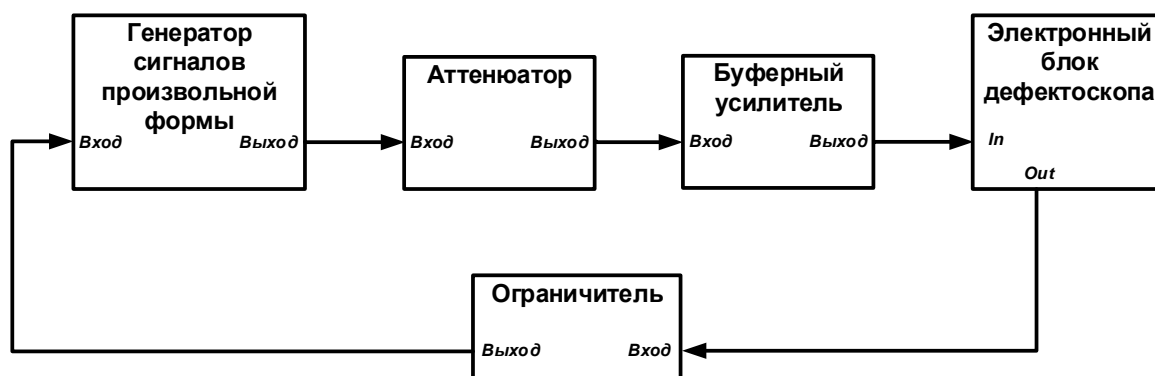 Генератор
сигналов
произвольной
формы
Вход
Выход
Аттенюатор
Вход
Выход
Буферный
усилитель
Вход
Выход
Электронный
блок
дефектоскопа
In
Out
Ограничитель
Выход
Вход